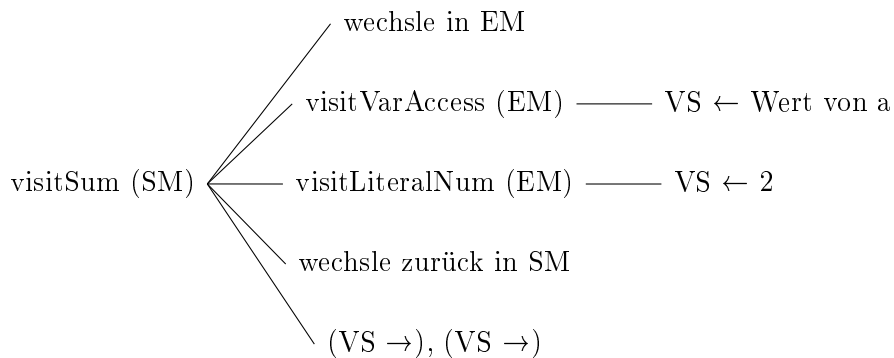 wechsle in EM
visitVarAccess (EM) VS ← Wert von a
visitSum (SM) visitLiteralNum (EM) VS ← 2
wechsle zurück in SM
(VS →), (VS →)